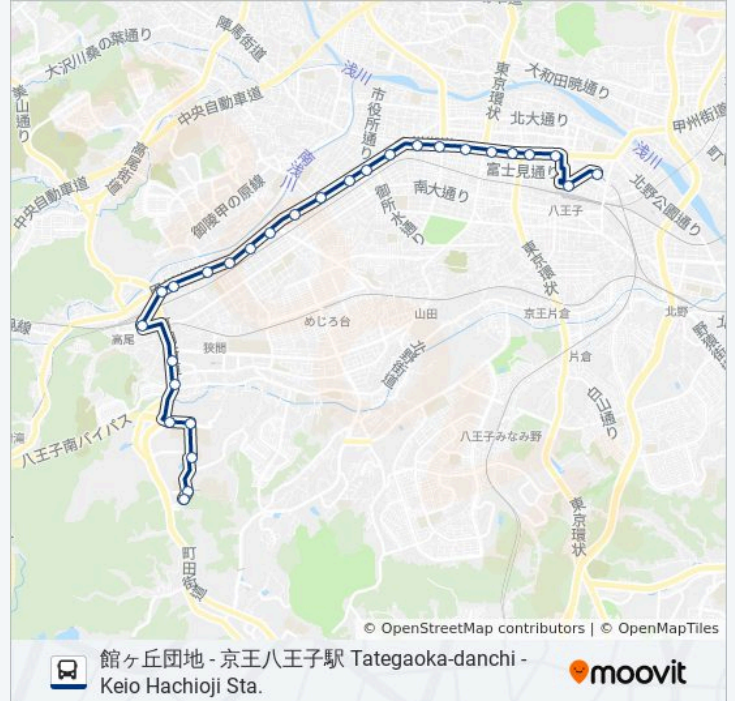 陣馬街道
大沢川桑の葉通り
浅川
大和田暁通り
東京環状
中央自動車道
市役所通り
北大通り
甲州街道
美山通り
高尾街道
南浅川
浅川
富士見通り
中央自動車道
御陵甲の原線
御所水通り
南大通り
八王子
北野公園通り
東京環状
めじろ台
山田
京王片倉
北野
高尾
狭間
北野街道
片倉
野猿街
白山通り
八王子南バイパス
八王子みなみ野
東京環状
町田街道
© OpenStreetMap contributors | © OpenMapTiles
館ヶ丘団地 - 京王八王子駅 Tategaoka-danchi -
Keio Hachioji Sta.
moovit